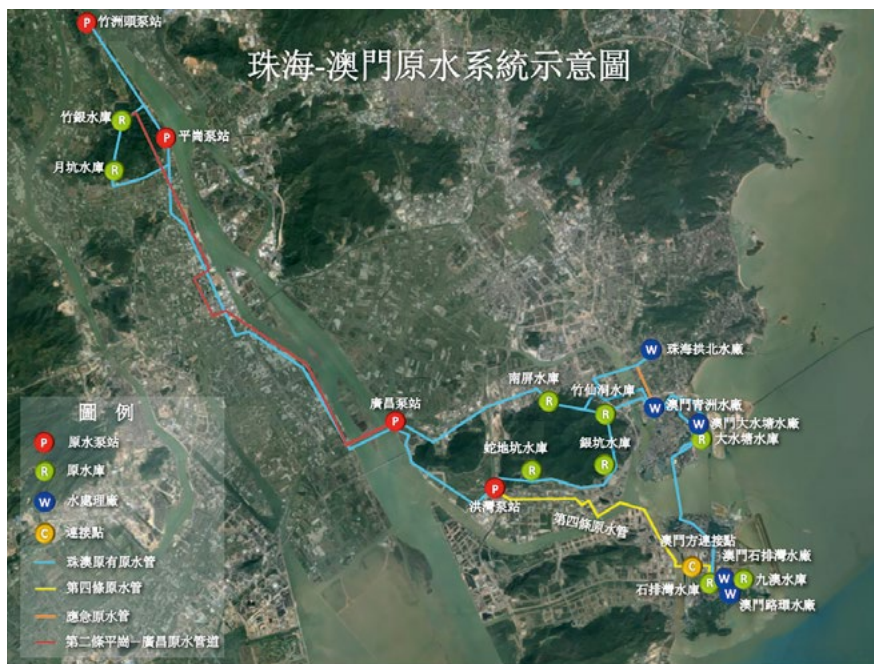 竹洲頭泵站
珠海-澳門原水系統示意圖
竹銀水庫
平崗泵站
月坑水庫
珠海拱北水廠
南屏水庫
竹仙洞水庫
澳門青洲水廠
廣昌泵站
澳門大水塘水廠
大水塘水庫
蛇地坑水庫
銀坑水庫
洪灣泵站
第四條原水管
澳門方連接點
澳門石排灣水廠
石排灣水庫
九澳水庫
澳門路環水廠
圖 例
P 原水泵站
R 原水庫
W 水處理廠
C 連接點
珠澳原有原水管
第四條原水管
應急原水管
第二條平崗－廣昌原水管道